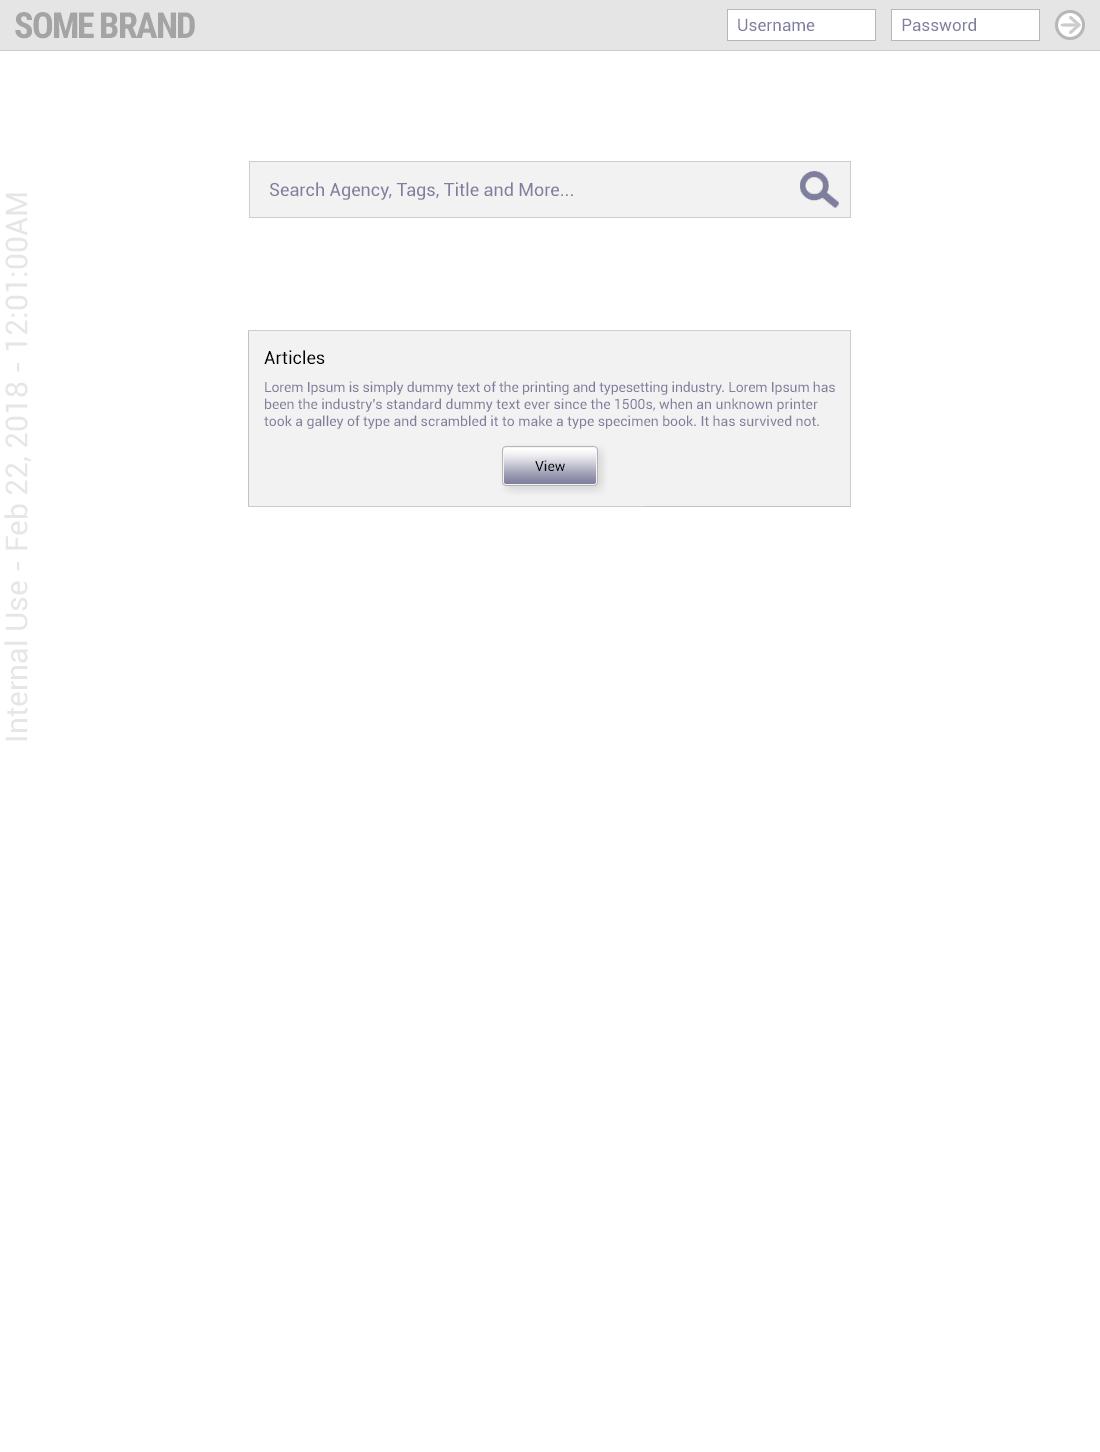 SOME BRAND
Username
Password
Search Agency, Tags, Title and More...
Articles
Lorem Ipsum is simply dummy text of the printing and typesetting industry. Lorem Ipsum has
been the industry's standard dummy text ever since the 1500s, when an unknown printer
took a galley of type and scrambled it to make a type specimen book. It has survived not.
View
Internal Use - Feb 22, 2018 - 12:01:00AM